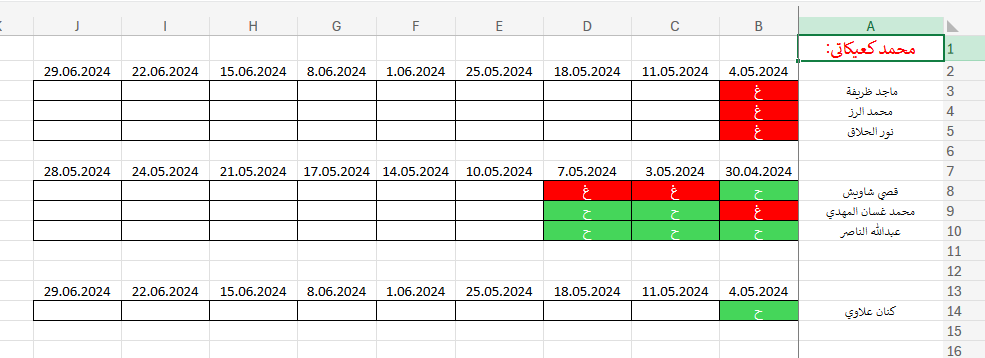 A B C D E F G H I J K
1 محمد كعيكاتي:
2 4.05.2024 11.05.2024 18.05.2024 25.05.2024 1.06.2024 8.06.2024 15.06.2024 22.06.2024 29.06.2024
3 ماجد ظريفة غ
4 محمد الرز غ
5 نور الحلاق غ
6
7 30.04.2024 3.05.2024 7.05.2024 10.05.2024 14.05.2024 17.05.2024 21.05.2024 24.05.2024 28.05.2024
8 قصي شاويش ح غ غ
9 محمد غسان المهدي غ ح ح
10 عبدالله الناصر ح ح ح
11
12
13 4.05.2024 11.05.2024 18.05.2024 25.05.2024 1.06.2024 8.06.2024 15.06.2024 22.06.2024 29.06.2024
14 كنان علاوي ح
15
16